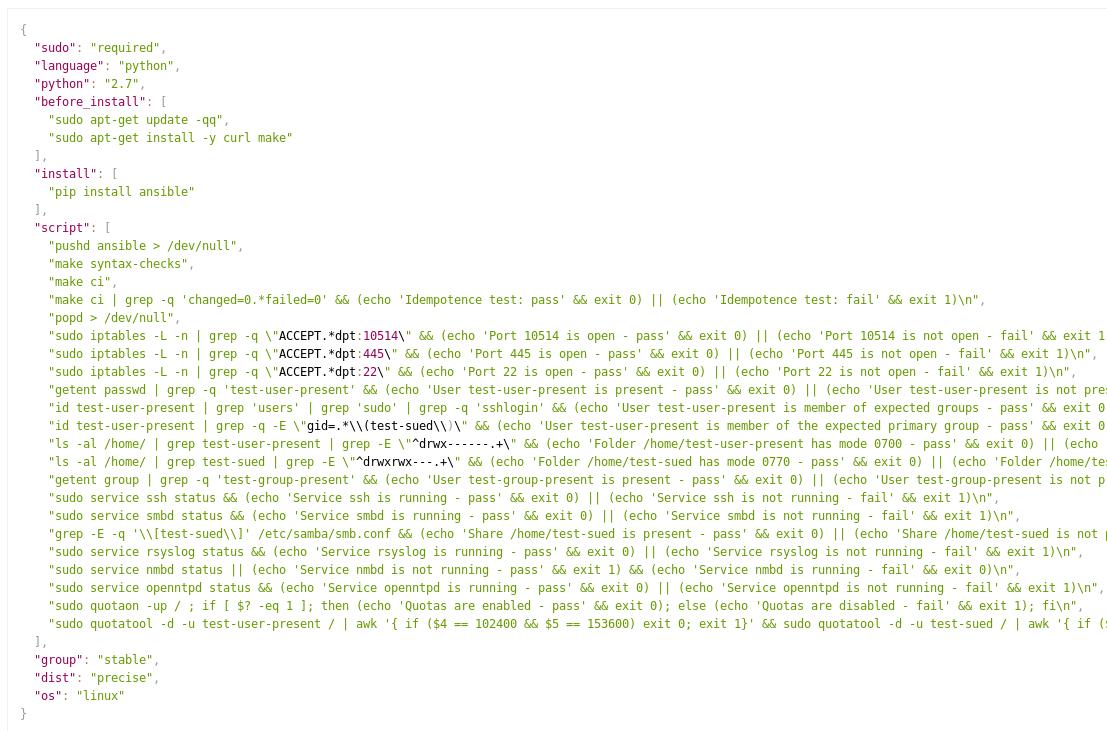 {
  "sudo": "required",
  "language": "python",
  "python": "2.7",
  "before_install": [
    "sudo apt-get update -qq",
    "sudo apt-get install -y curl make"
  ],
  "install": [
    "pip install ansible"
  ],
  "script": [
    "pushd ansible > /dev/null",
    "make syntax-checks",
    "make ci",
    "make ci | grep -q 'changed=0.*failed=0' && (echo 'Idempotence test: pass' && exit 0) || (echo 'Idempotence test: fail' && exit 1)\n",
    "popd > /dev/null",
    "sudo iptables -L -n | grep -q \"ACCEPT.*dpt:10514\" && (echo 'Port 10514 is open - pass' && exit 0) || (echo 'Port 10514 is not open - fail' && exit 1
    "sudo iptables -L -n | grep -q \"ACCEPT.*dpt:445\" && (echo 'Port 445 is open - pass' && exit 0) || (echo 'Port 445 is not open - fail' && exit 1)\n",
    "sudo iptables -L -n | grep -q \"ACCEPT.*dpt:22\" && (echo 'Port 22 is open - pass' && exit 0) || (echo 'Port 22 is not open - fail' && exit 1)\n",
    "getent passwd | grep -q 'test-user-present' && (echo 'User test-user-present is present - pass' && exit 0) || (echo 'User test-user-present is not pres
    "id test-user-present | grep 'users' | grep 'sudo' | grep -q 'sshlogin' && (echo 'User test-user-present is member of expected groups - pass' && exit 0
    "id test-user-present | grep -q -E \"gid=.*\\(test-sued\\)\" && (echo 'User test-user-present is member of the expected primary group - pass' && exit 0
    "ls -al /home/ | grep test-user-present | grep -E \"^drwx------.+\" && (echo 'Folder /home/test-user-present has mode 0700 - pass' && exit 0) || (echo
    "ls -al /home/ | grep test-sued | grep -E \"^drwxrwx---.+\" && (echo 'Folder /home/test-sued has mode 0770 - pass' && exit 0) || (echo 'Folder /home/tes
    "getent group | grep -q 'test-group-present' && (echo 'User test-group-present is present - pass' && exit 0) || (echo 'User test-group-present is not p
    "sudo service ssh status && (echo 'Service ssh is running - pass' && exit 0) || (echo 'Service ssh is not running - fail' && exit 1)\n",
    "sudo service smbd status && (echo 'Service smbd is running - pass' && exit 0) || (echo 'Service smbd is not running - fail' && exit 1)\n",
    "grep -E -q '\\[test-sued\\]' /etc/samba/smb.conf && (echo 'Share /home/test-sued is present - pass' && exit 0) || (echo 'Share /home/test-sued is not p
    "sudo service rsyslog status && (echo 'Service rsyslog is running - pass' && exit 0) || (echo 'Service rsyslog is not running - fail' && exit 1)\n",
    "sudo service nmbd status || (echo 'Service nmbd is not running - pass' && exit 1) && (echo 'Service nmbd is running - fail' && exit 0)\n",
    "sudo service openntpd status && (echo 'Service openntpd is running - pass' && exit 0) || (echo 'Service openntpd is not running - fail' && exit 1)\n",
    "sudo quotaon -up / ; if [ $? -eq 1 ]; then (echo 'Quotas are enabled - pass' && exit 0); else (echo 'Quotas are disabled - fail' && exit 1); fi\n",
    "sudo quotatool -d -u test-user-present / | awk '{ if ($4 == 102400 && $5 == 153600) exit 0; exit 1}' && sudo quotatool -d -u test-sued / | awk '{ if ($
  ],
  "group": "stable",
  "dist": "precise",
  "os": "linux"
}